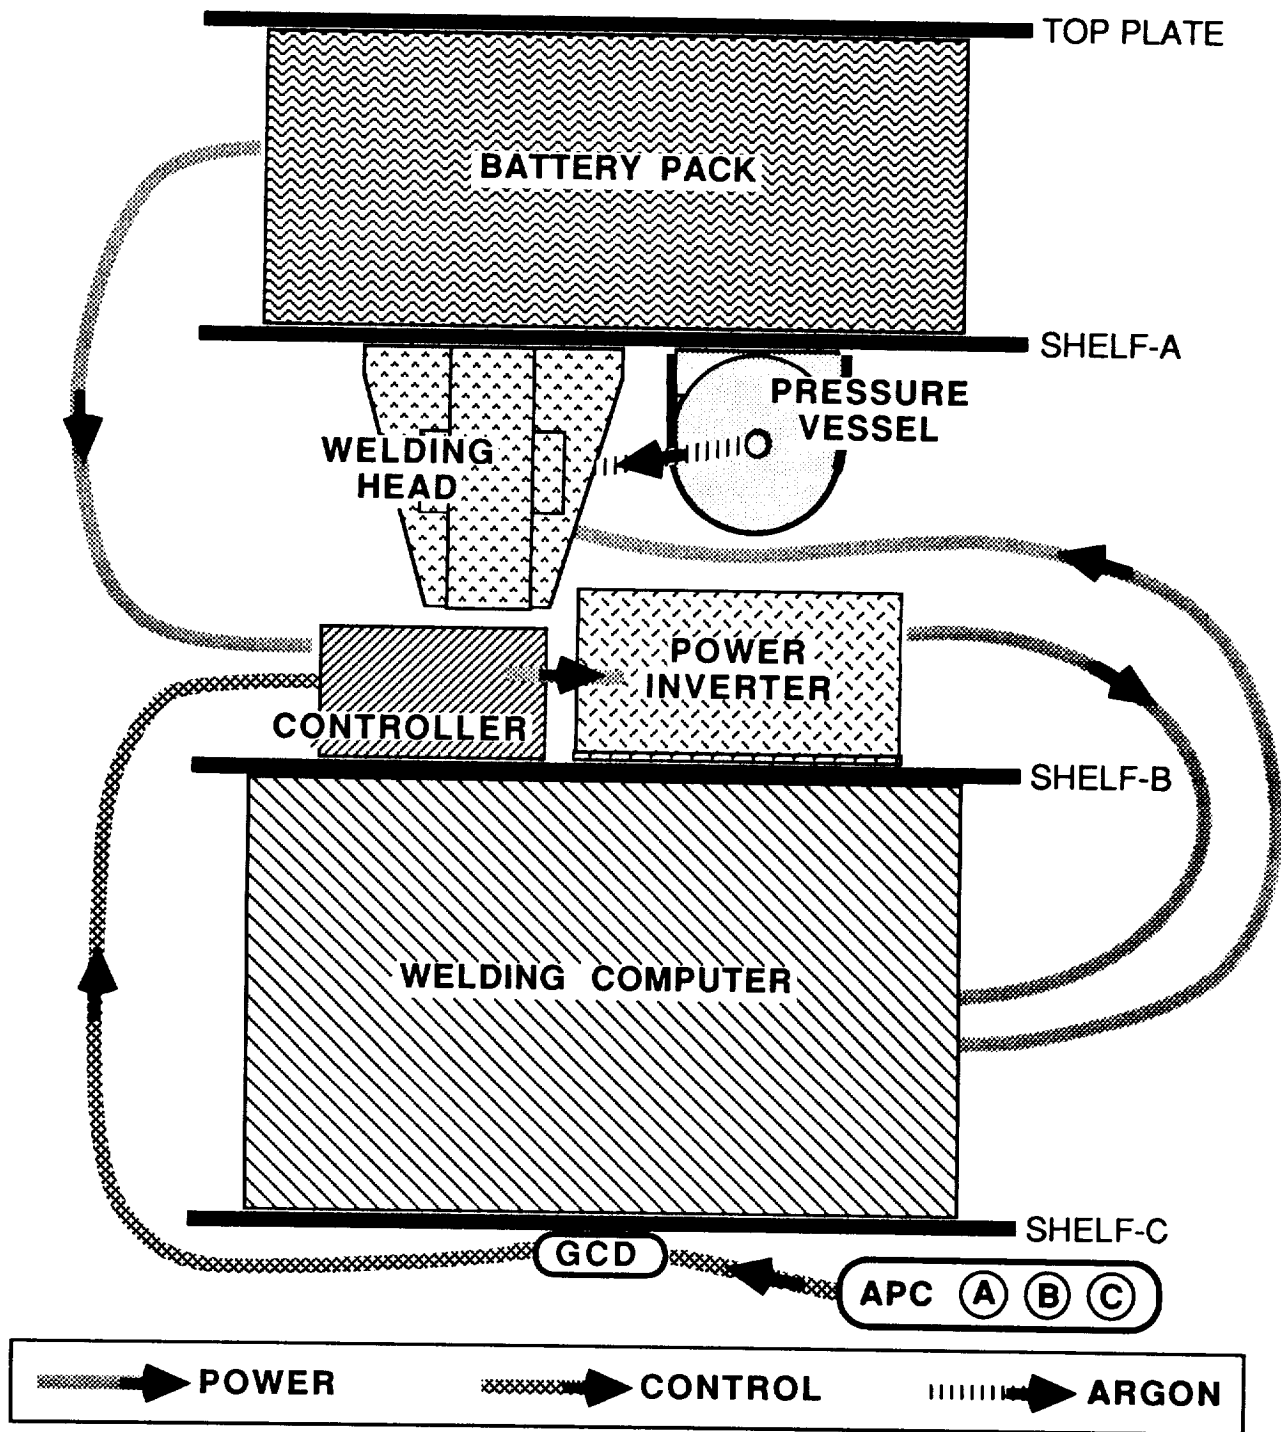 TOP PLATE
BATTERY PACK
SHELF-A
PRESSURE
VESSEL
WELDING
HEAD
POWER
INVERTER
CONTROLLER
SHELF-B
WELDING COMPUTER
SHELF-C
GCD
APC A B C
POWER CONTROL ARGON